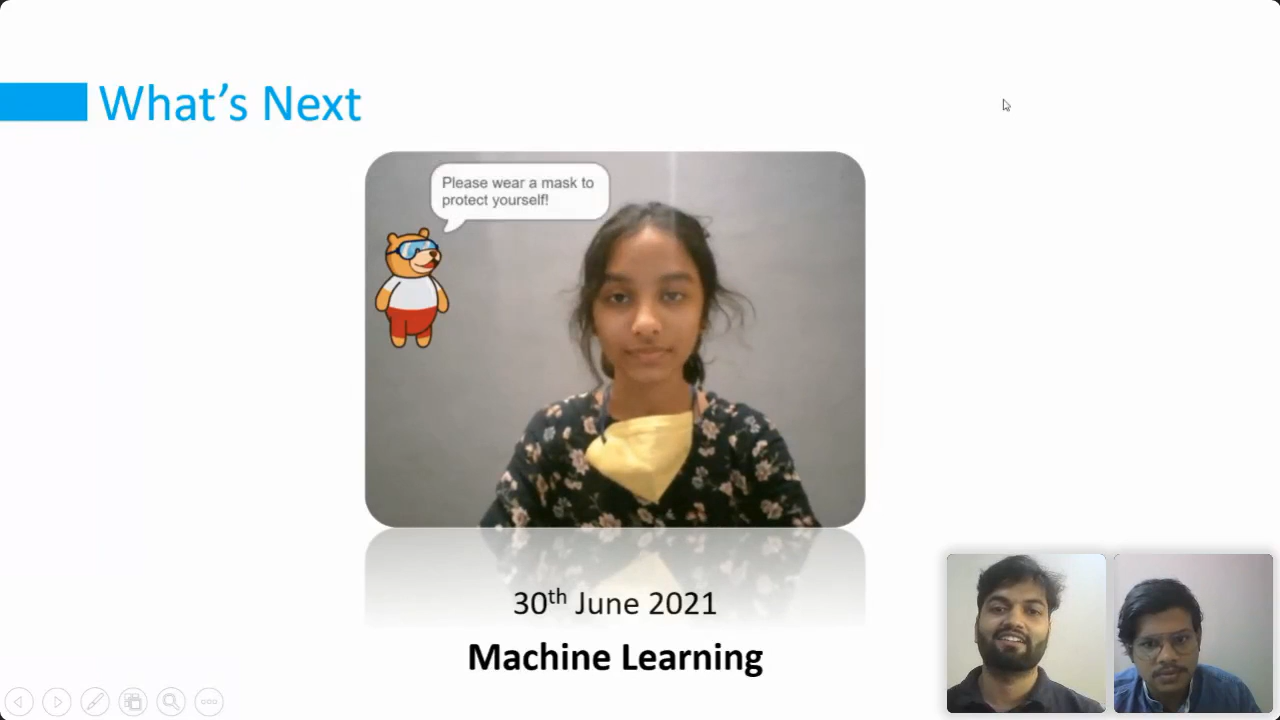 What's Next
Please wear a mask to
protect yourself!
30th June 2021
Machine Learning